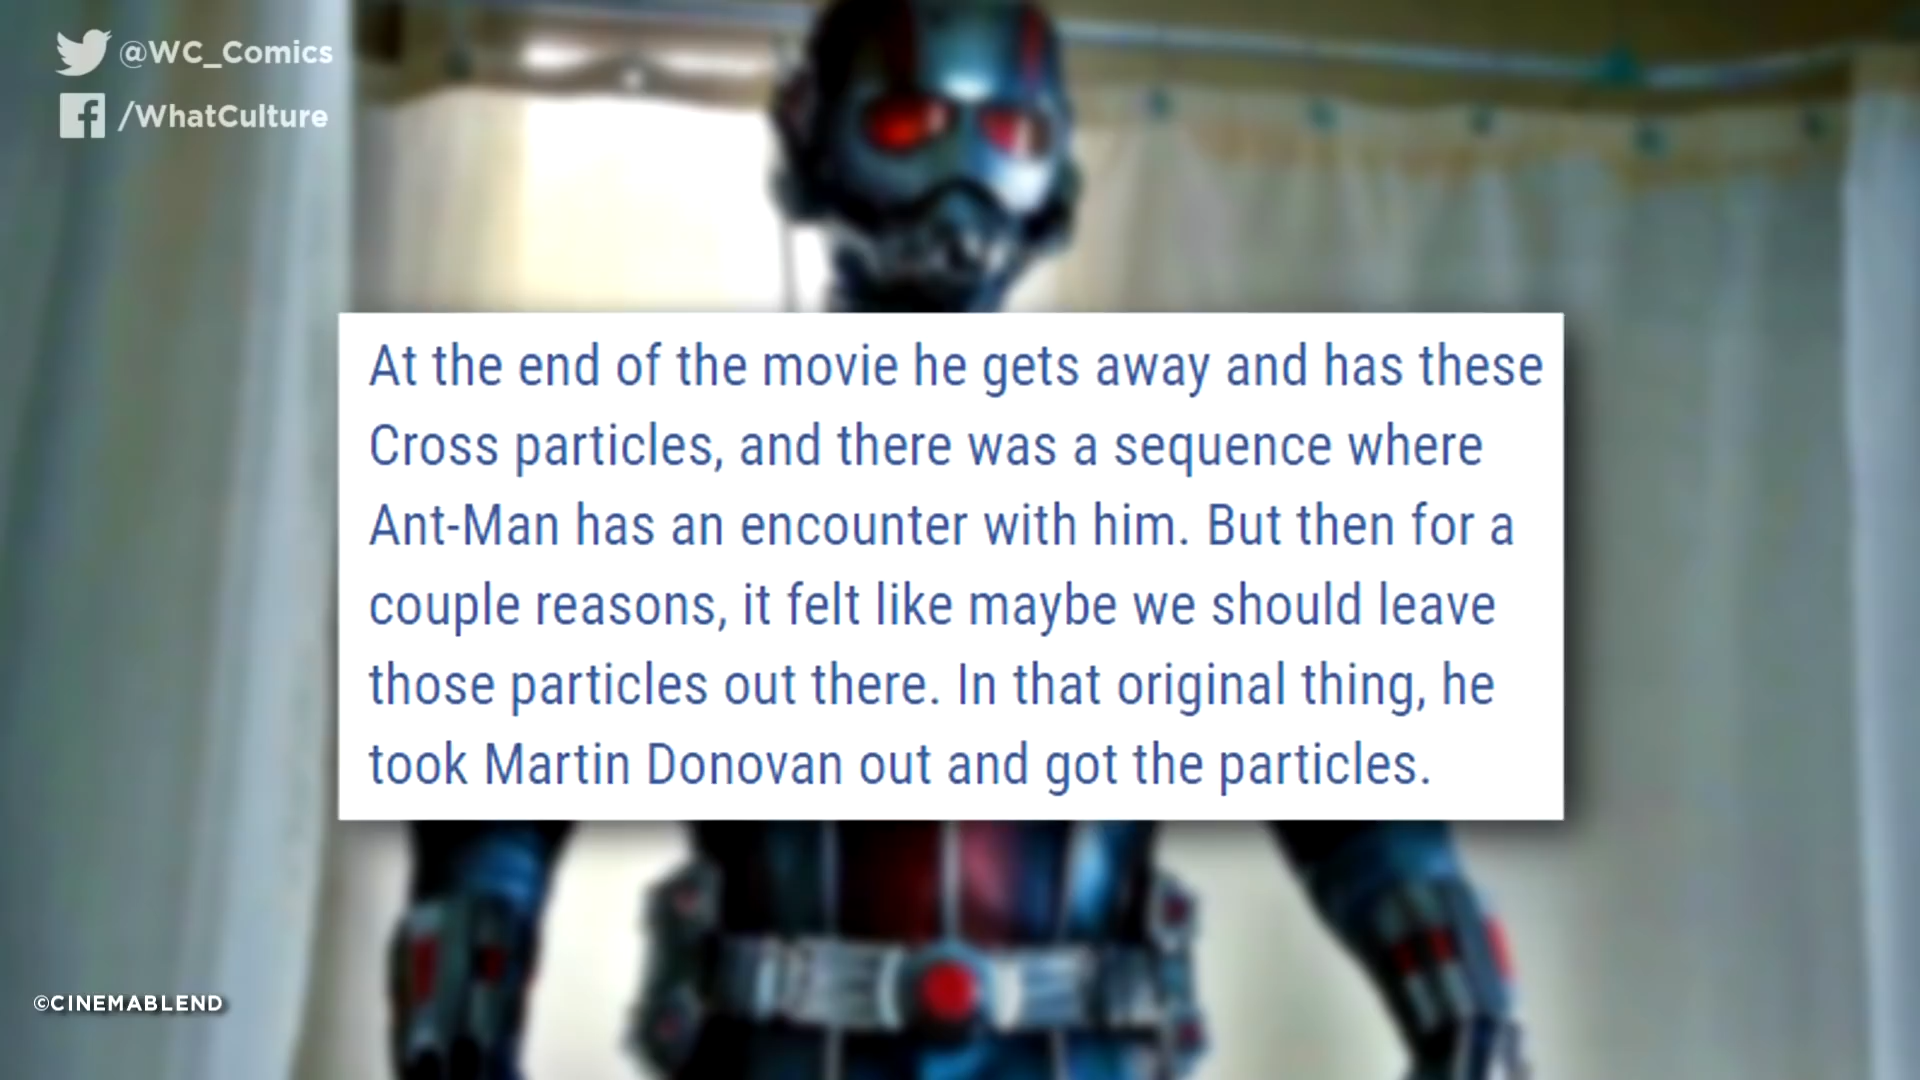 @WC_Comics
/WhatCulture
At the end of the movie he gets away and has these
Cross particles, and there was a sequence where
Ant-Man has an encounter with him. But then for a
couple reasons, it felt like maybe we should leave
those particles out there. In that original thing, he
took Martin Donovan out and got the particles.
©CINEMABLEND